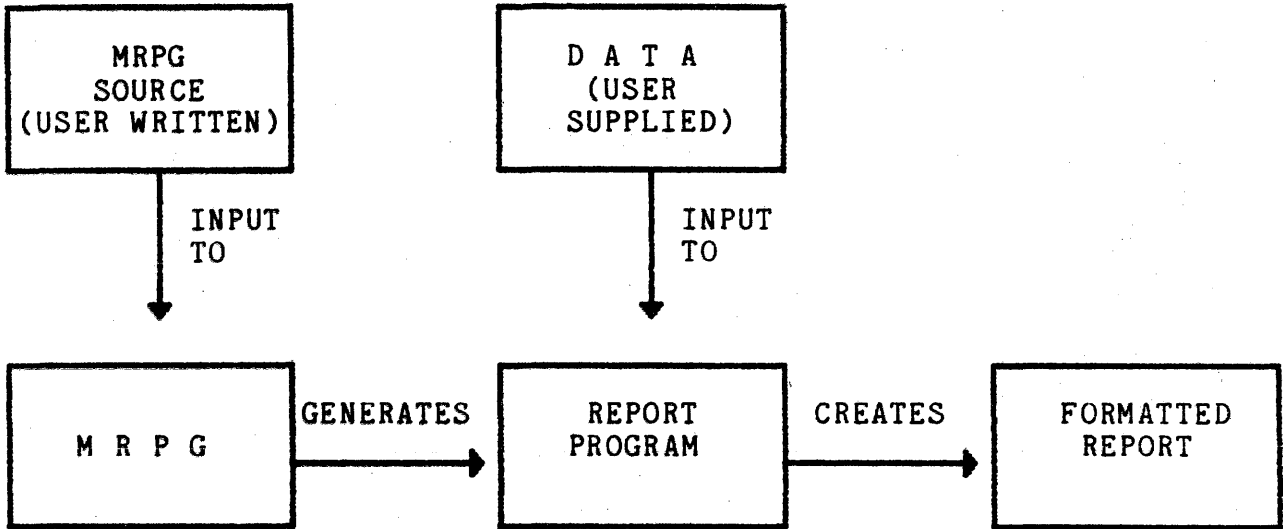 MRPG
SOURCE
(USER WRITTEN)
D A T A
(USER
SUPPLIED)
INPUT
TO
INPUT
TO
M R P G
GENERATES
REPORT
PROGRAM
CREATES
FORMATTED
REPORT